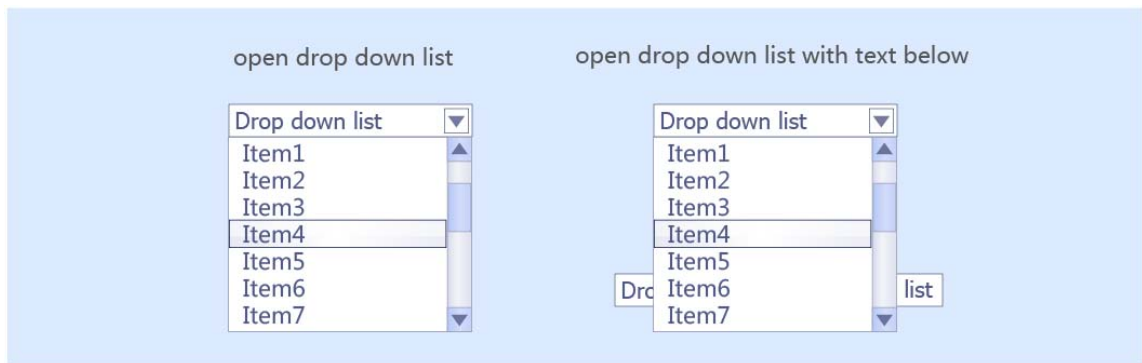 open drop down list
Drop down list
Item1
Item2
Item3
Item4
Item5
Item6
Item7
open drop down list with text below
Drop down list
Item1
Item2
Item3
Item4
Item5
Item6
Item7
list